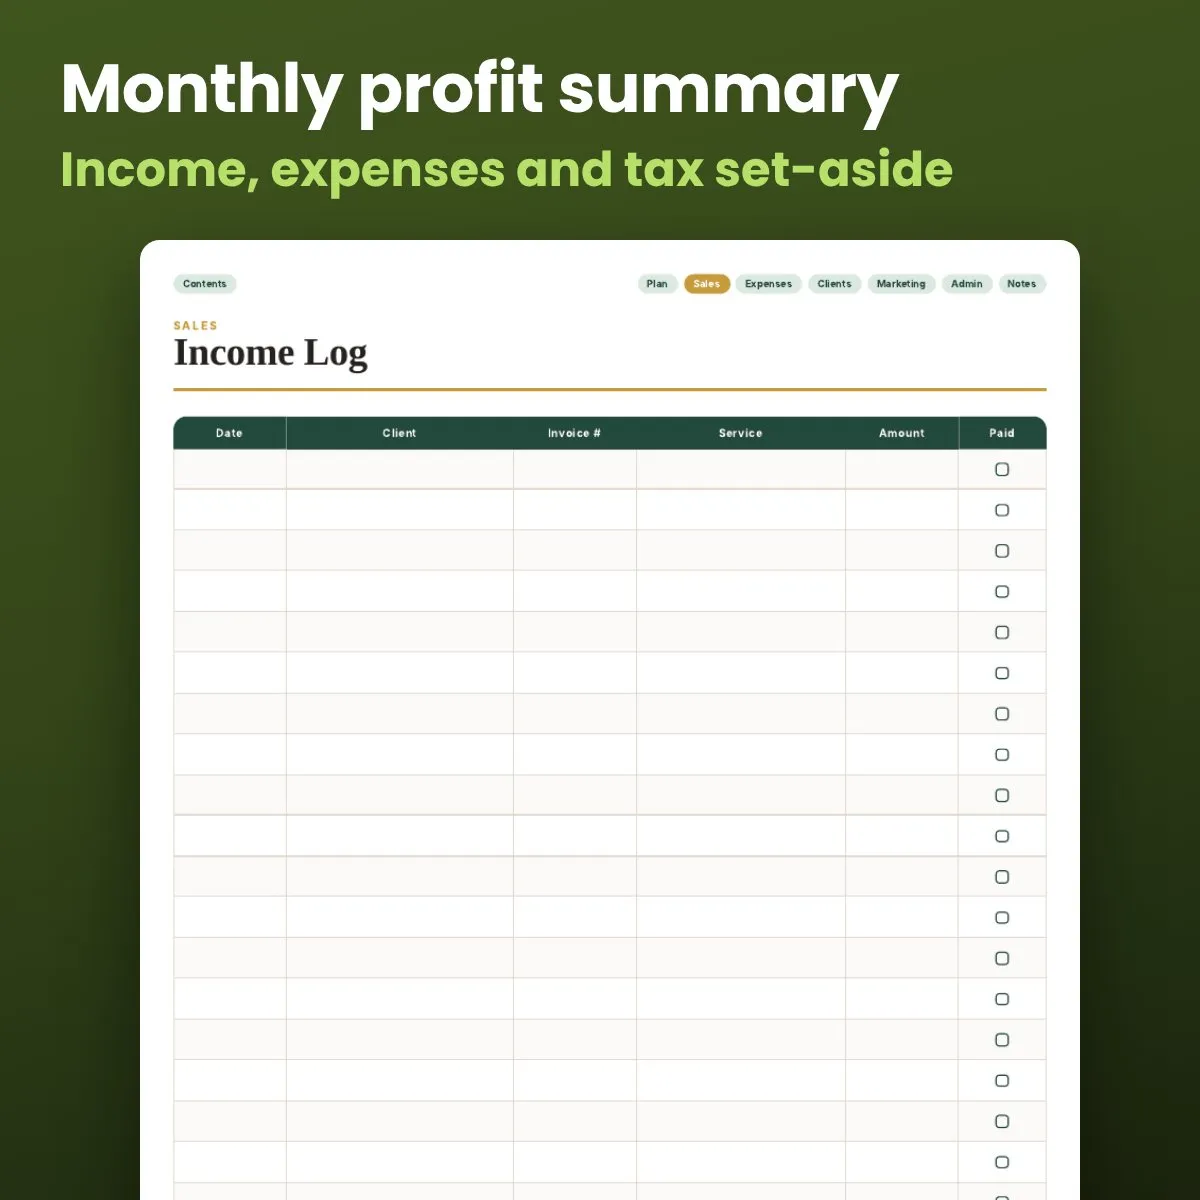 Monthly profit summary
Income, expenses and tax set-aside
Contents Plan Sales Expenses Clients Marketing Admin Notes
SALES
Income Log
Date Client Invoice # Service Amount Paid